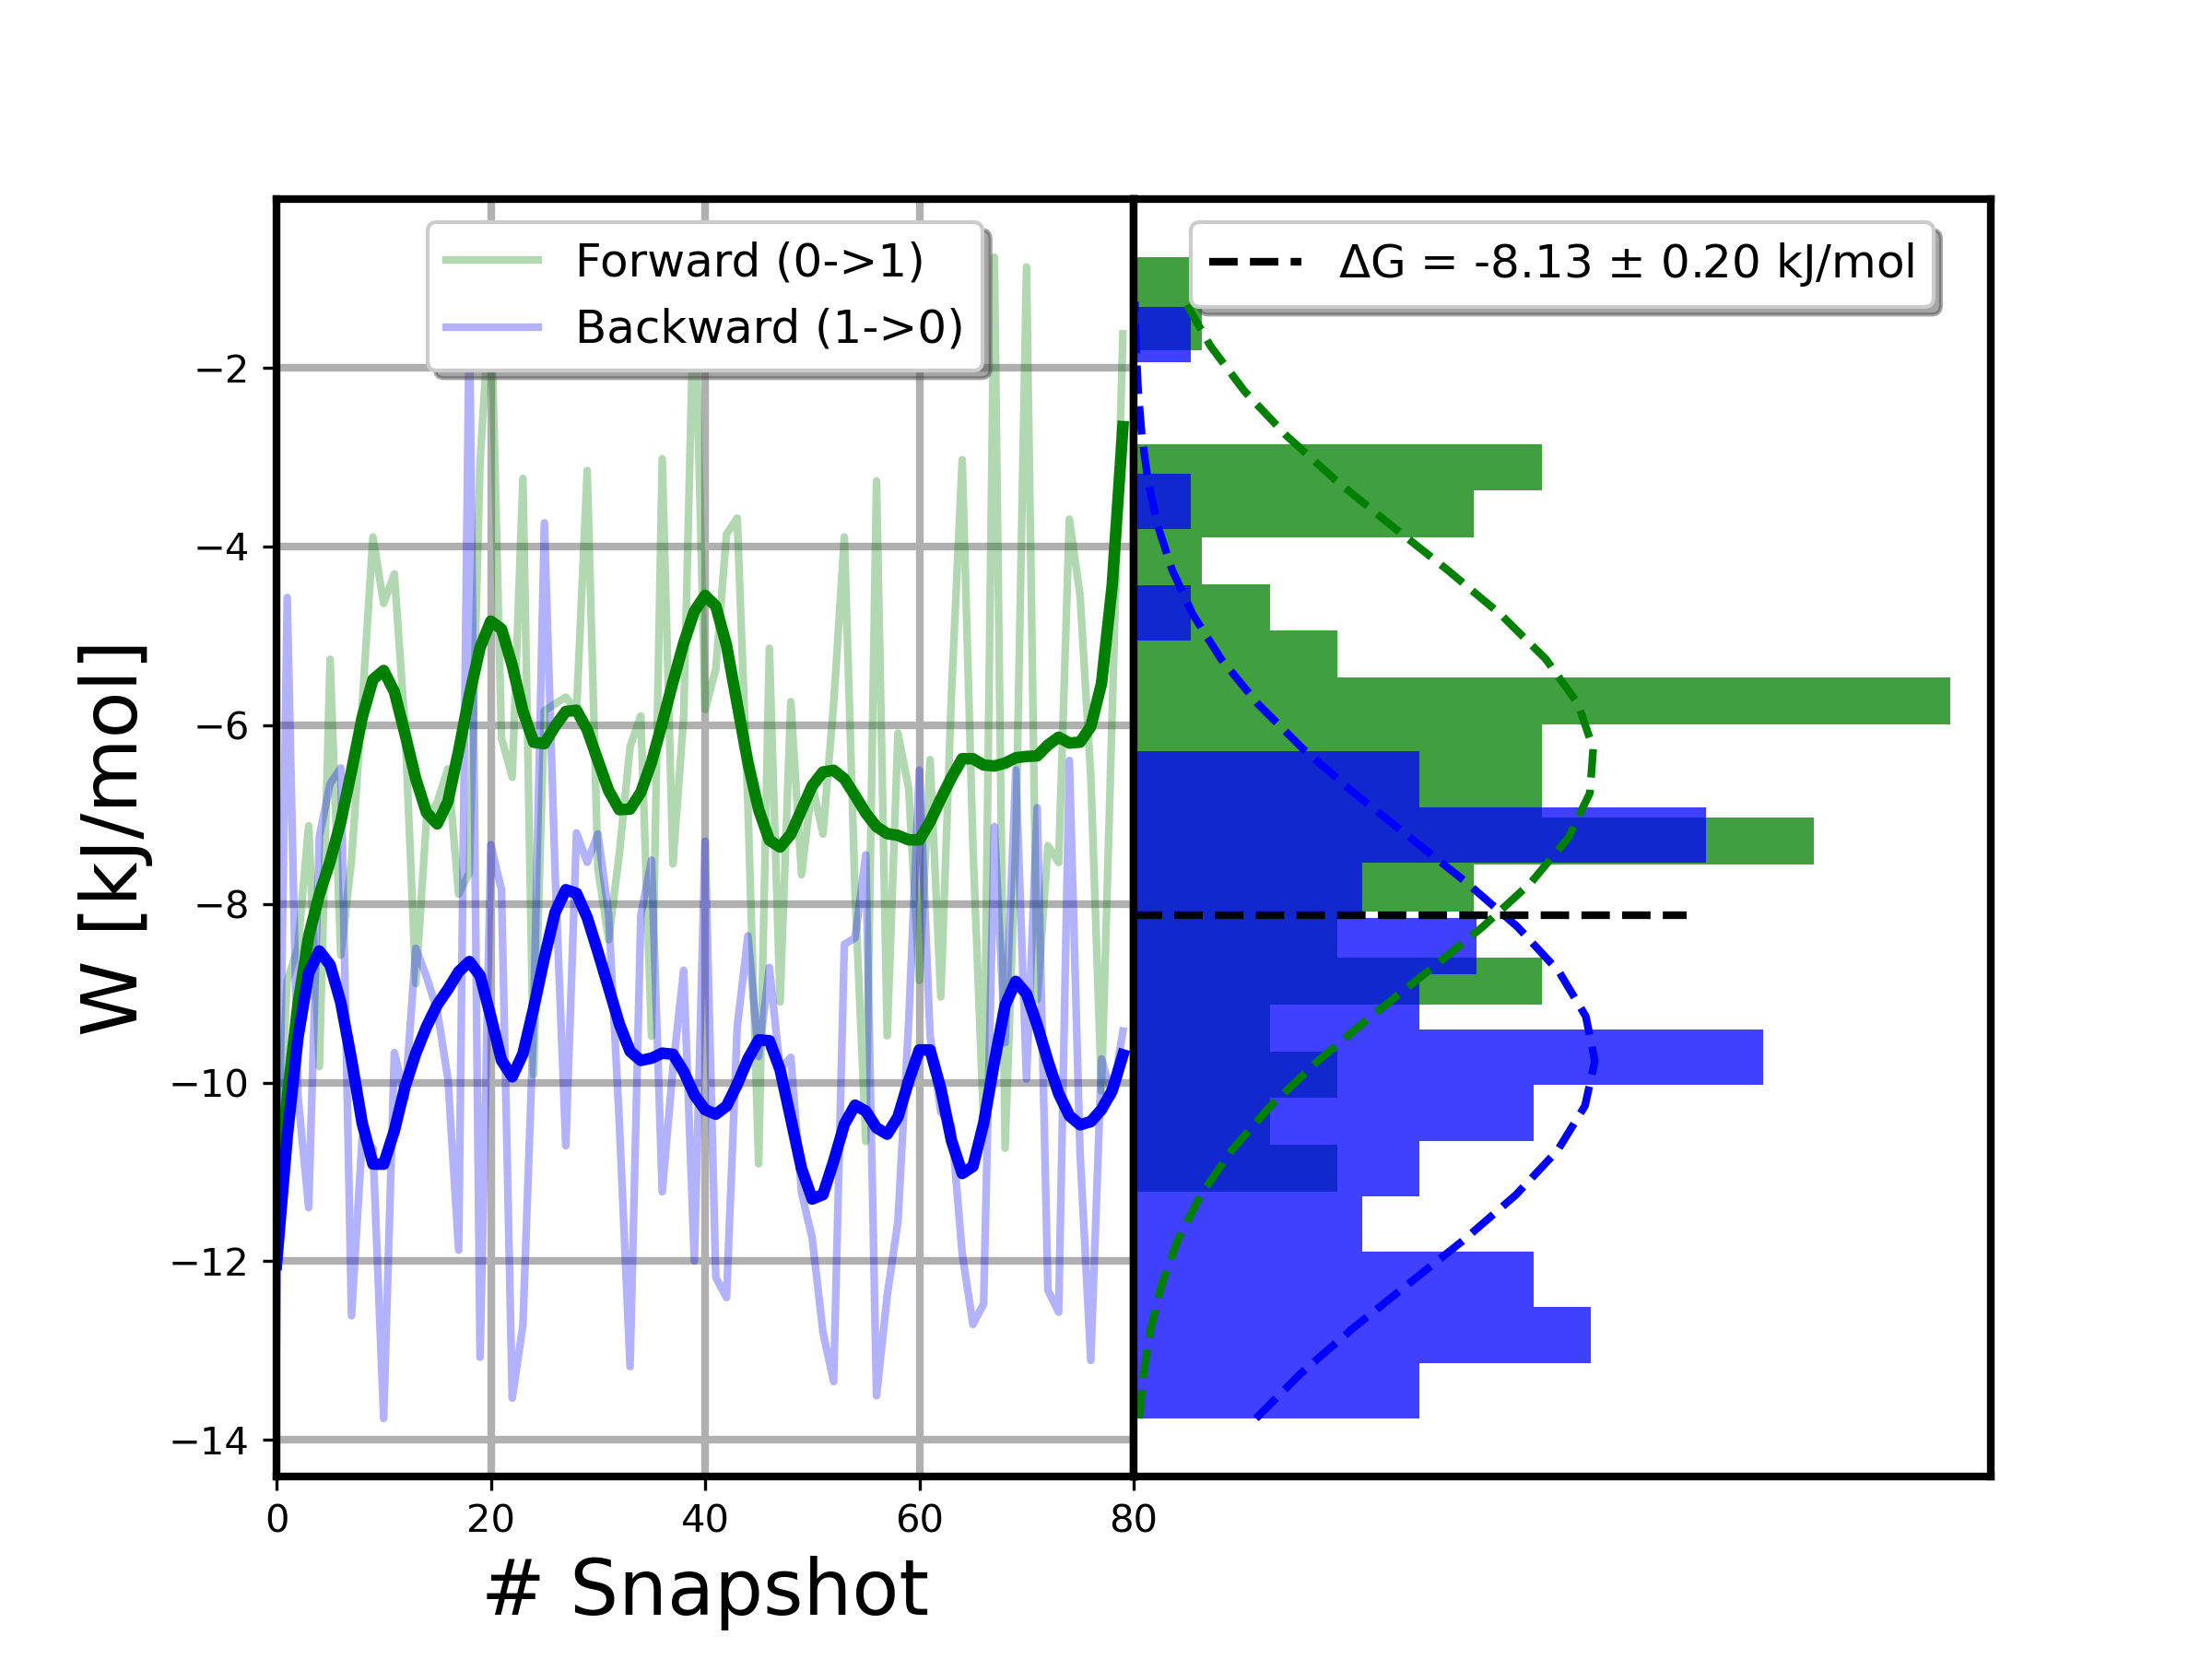 Forward (0->1)
Backward (1->0)
ΔG = -8.13 ± 0.20 kJ/mol
W [kJ/mol]
−2
−4
−6
−8
−10
−12
−14
0 20 40 60 80
# Snapshot